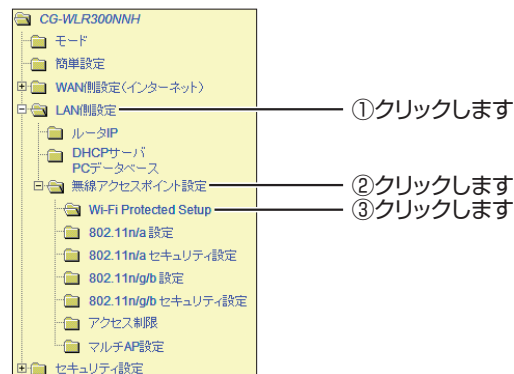 CG-WLR300NNH
モード
簡単設定
WAN側設定(インターネット)
LAN側設定
①クリックします
ルータIP
DHCPサーバ
PCデータベース
無線アクセスポイント設定
②クリックします
Wi-Fi Protected Setup
③クリックします
802.11n/a 設定
802.11n/a セキュリティ設定
802.11n/g/b 設定
802.11n/g/b セキュリティ設定
アクセス制限
マルチAP設定
セキュリティ設定